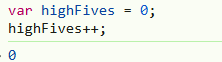 var highFives = 0;
highFives++;
0